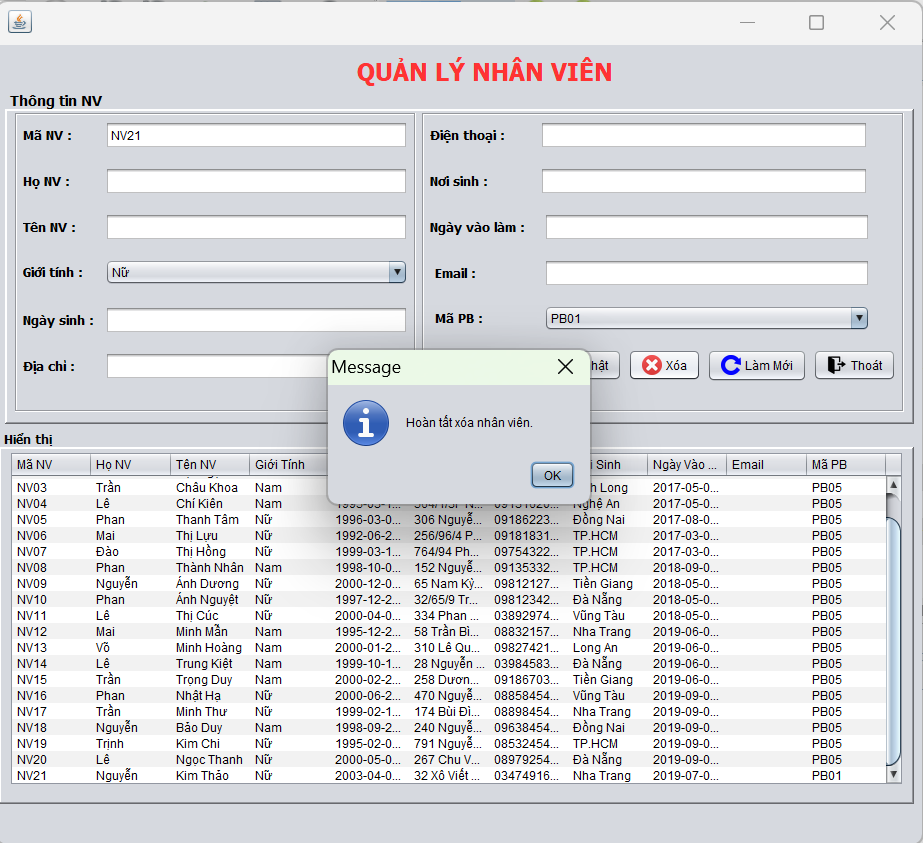 QUẢN LÝ NHÂN VIÊN
Thông tin NV
Mã NV : NV21
Họ NV :
Tên NV :
Giới tính : Nữ
Ngày sinh :
Địa chỉ :
Điện thoại :
Nơi sinh :
Ngày vào làm :
Email :
Mã PB : PB01
Xóa Làm Mới Thoát
Message
Hoàn tất xóa nhân viên.
OK
Hiển thị
Mã NV Họ NV Tên NV Giới Tính Sinh Ngày Vào ... Email Mã PB
NV03 Trần Châu Khoa Nam Long 2017-05-0... PB05
NV04 Lê Chí Kiên Nam Nghệ An 2017-05-0... PB05
NV05 Phan Thanh Tâm Nữ 1996-03-0... 306 Nguyễ... 09186223... Đồng Nai 2017-08-0... PB05
NV06 Mai Thị Lựu Nữ 1992-06-2... 256/96/4 P... 09181831... TP.HCM 2017-03-0... PB05
NV07 Đào Thị Hồng Nữ 1999-03-1... 764/94 Ph... 09754322... TP.HCM 2017-03-0... PB05
NV08 Phan Thành Nhân Nam 1998-10-0... 152 Nguyễ... 09135332... TP.HCM 2018-09-0... PB05
NV09 Nguyễn Ánh Dương Nữ 2000-12-0... 65 Nam Kỳ... 09812127... Tiền Giang 2018-05-0... PB05
NV10 Phan Ánh Nguyệt Nữ 1997-12-2... 32/65/9 Tr... 09812342... Đà Nẵng 2018-05-0... PB05
NV11 Lê Thị Cúc Nữ 2000-04-0... 334 Phan ... 03892974... Vũng Tàu 2018-05-0... PB05
NV12 Mai Minh Mẫn Nam 1995-12-2... 58 Trần Bì... 08832157... Nha Trang 2019-06-0... PB05
NV13 Võ Minh Hoàng Nam 2000-01-2... 310 Lê Qu... 09827421... Long An 2019-06-0... PB05
NV14 Lê Trung Kiệt Nam 1999-10-1... 28 Nguyễn ... 03984583... Đà Nẵng 2019-06-0... PB05
NV15 Trần Trọng Duy Nam 2000-02-2... 258 Dươn... 09186703... Tiền Giang 2019-06-0... PB05
NV16 Phan Nhật Hạ Nữ 2000-06-2... 470 Nguyễ... 08858454... Vũng Tàu 2019-09-0... PB05
NV17 Trần Minh Thư Nữ 1999-02-1... 174 Bùi Đì... 08898454... Nha Trang 2019-09-0... PB05
NV18 Nguyễn Bảo Duy Nam 1998-09-2... 240 Nguyễ... 09638454... Đồng Nai 2019-09-0... PB05
NV19 Trịnh Kim Chi Nữ 1995-02-0... 791 Nguyễ... 08532454... TP.HCM 2019-09-0... PB05
NV20 Lê Ngọc Thanh Nữ 2000-05-0... 267 Chu V... 08979254... Đà Nẵng 2019-09-0... PB05
NV21 Nguyễn Kim Thảo Nữ 2003-04-0... 32 Xô Viết ... 03474916... Nha Trang 2019-07-0... PB01